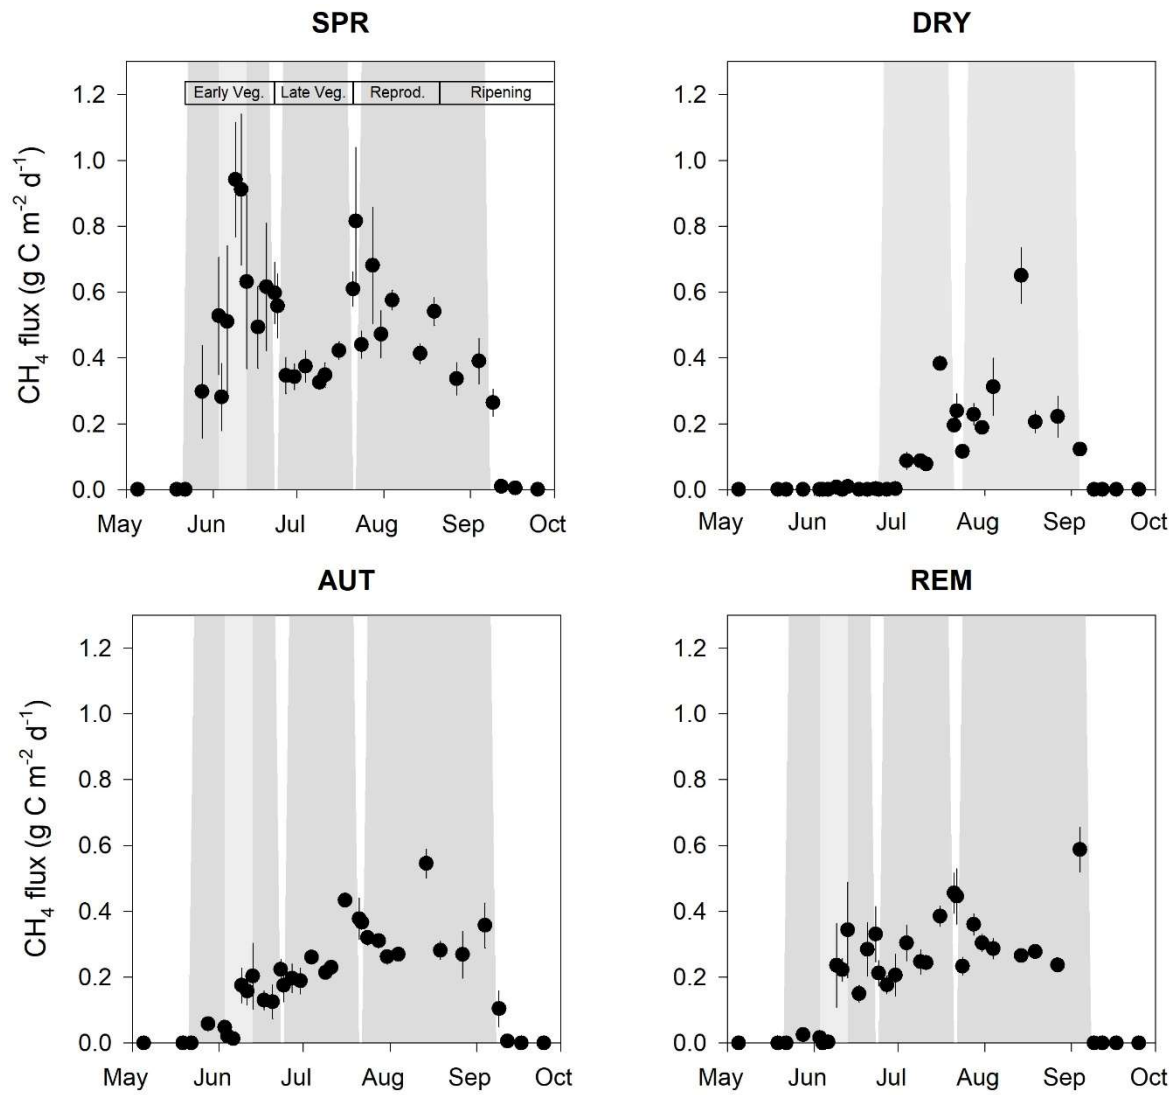 SPR
DRY
Early Veg. Late Veg. Reprod. Ripening
CH₄ flux (g C m⁻² d⁻¹)
1.2
1.0
0.8
0.6
0.4
0.2
0.0
May Jun Jul Aug Sep Oct
1.2
1.0
0.8
0.6
0.4
0.2
0.0
May Jun Jul Aug Sep Oct
AUT
REM
CH₄ flux (g C m⁻² d⁻¹)
1.2
1.0
0.8
0.6
0.4
0.2
0.0
May Jun Jul Aug Sep Oct
1.2
1.0
0.8
0.6
0.4
0.2
0.0
May Jun Jul Aug Sep Oct